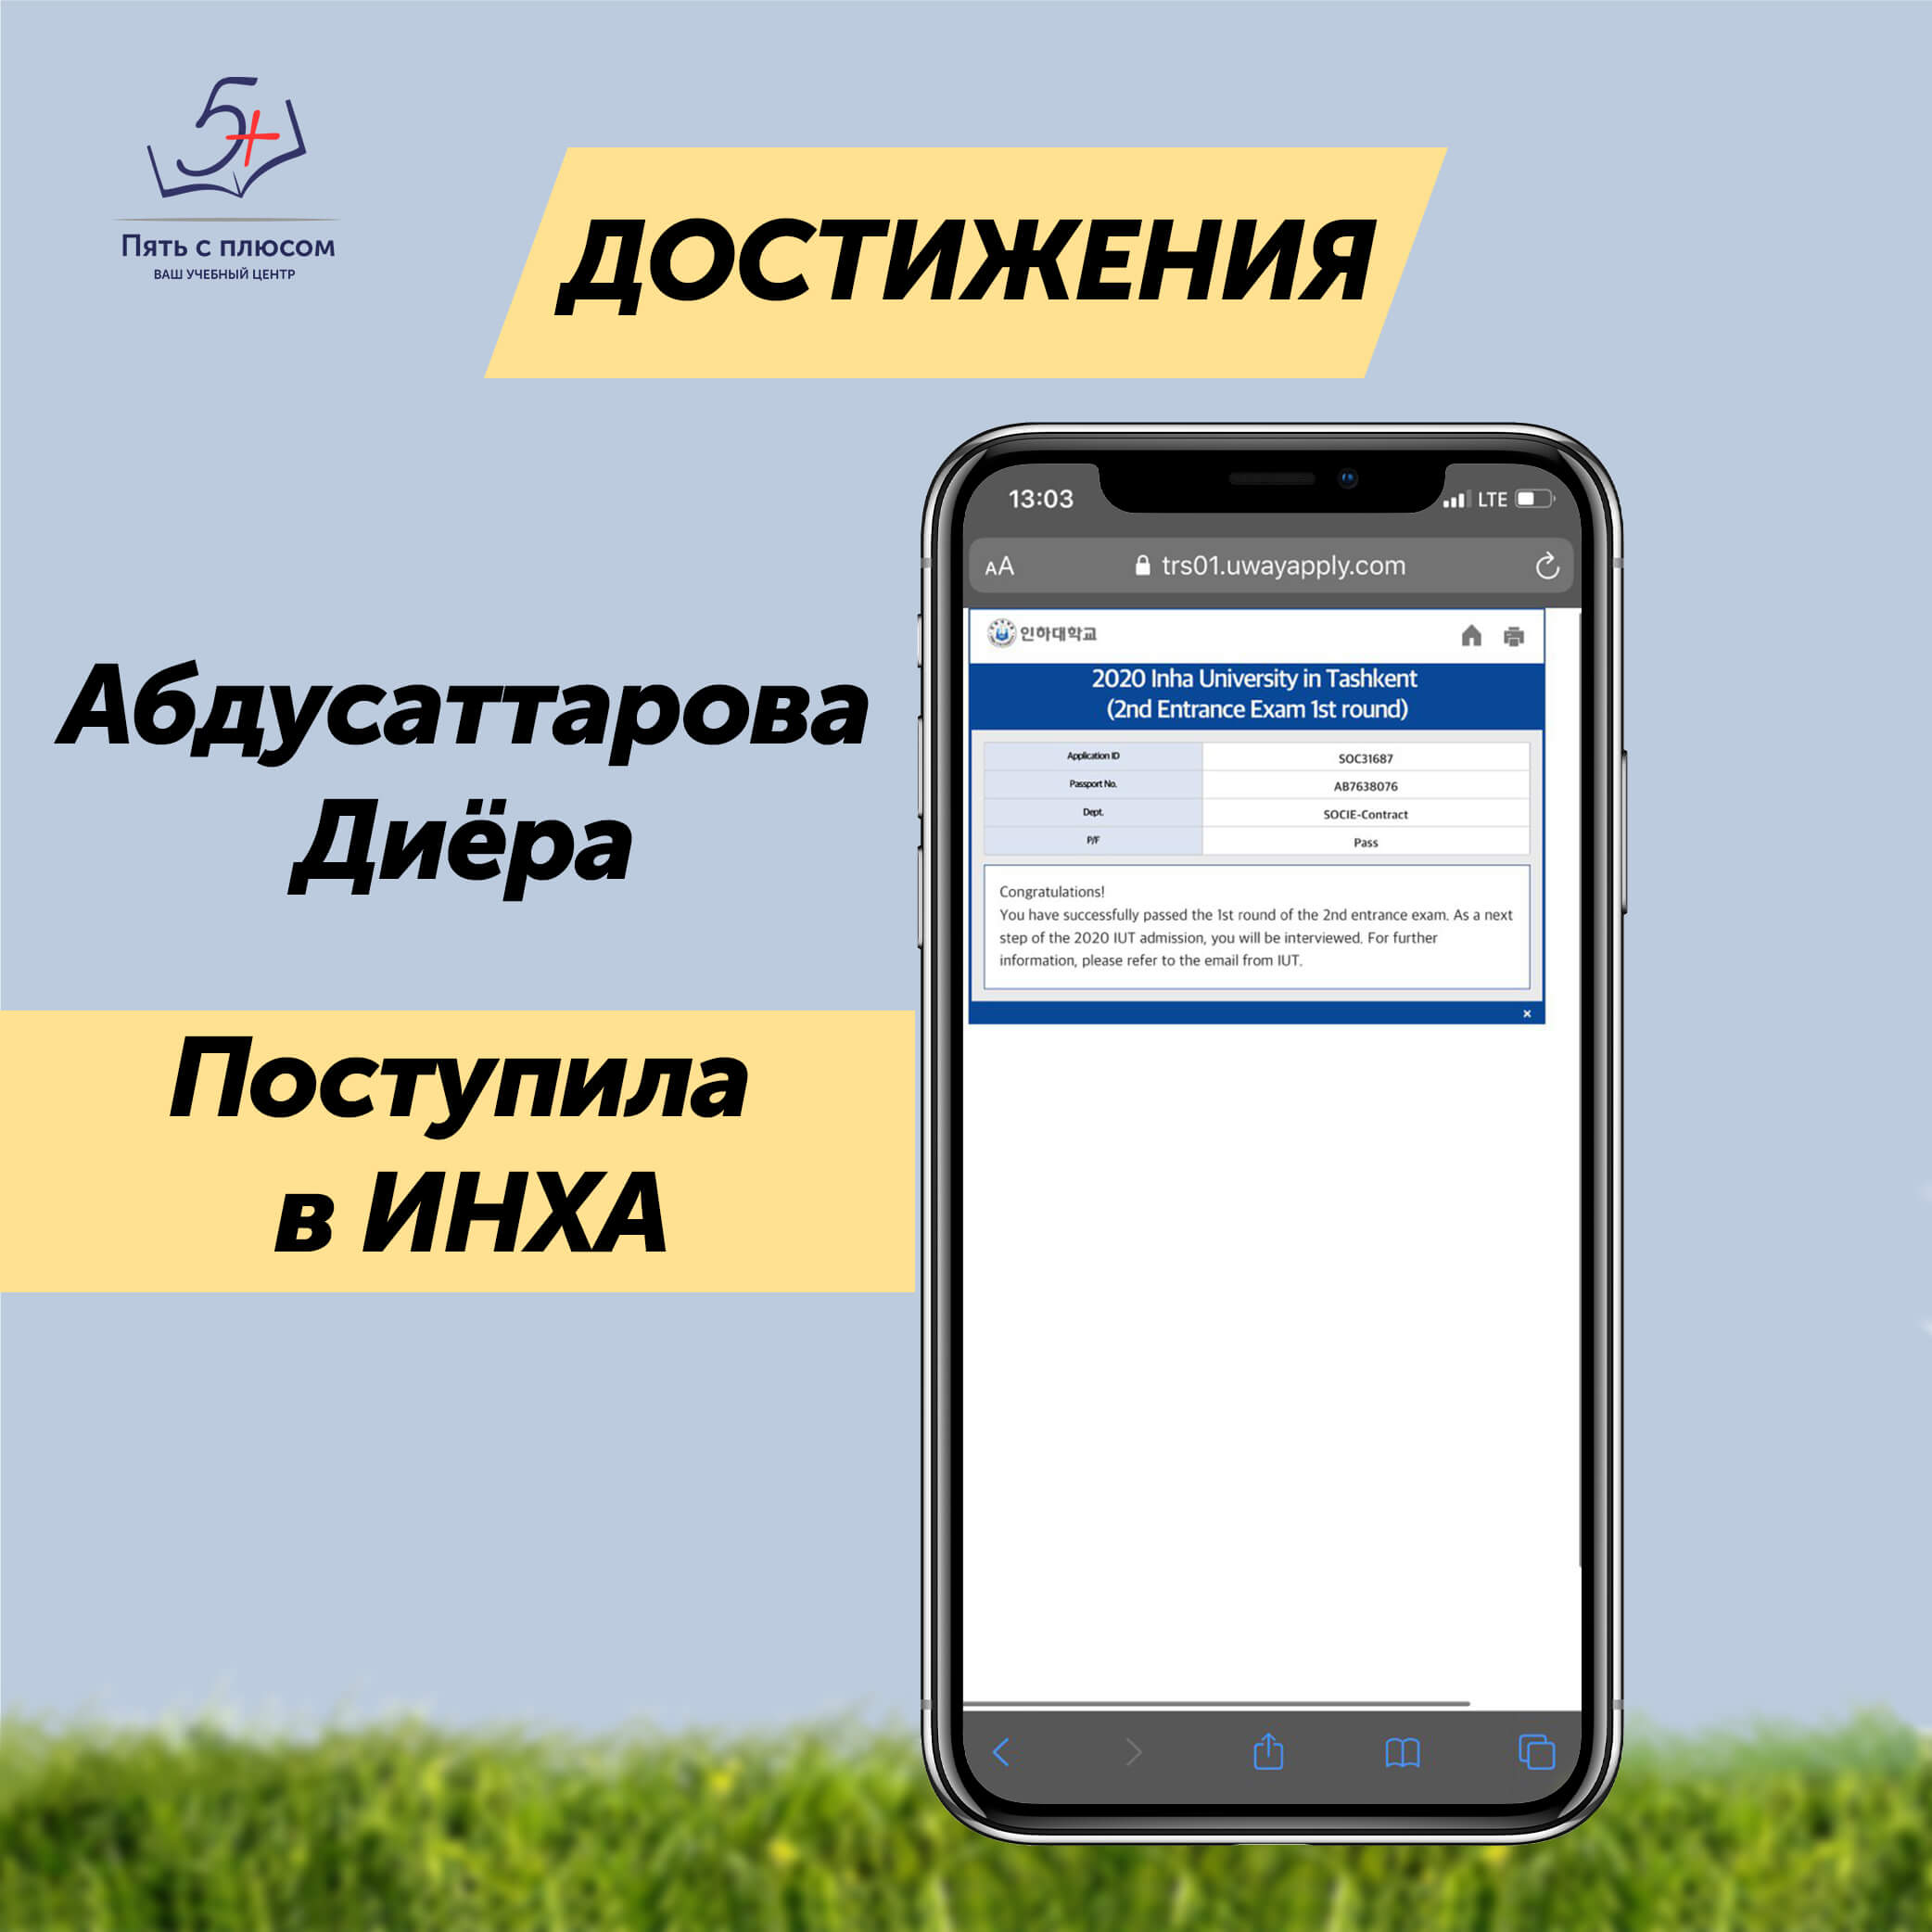 5+
Пять с плюсом
ВАШ УЧЕБНЫЙ ЦЕНТР
ДОСТИЖЕНИЯ
Абдусаттарова
Диёра
Поступила
в ИНХА
13:03 LTE
AA trs01.uwayapply.com
인하대학교
2020 Inha University in Tashkent
(2nd Entrance Exam 1st round)
Application ID SOC31687
Passport No. AB7638076
Dept. SOCIE-Contract
P/F Pass
Congratulations!
You have successfully passed the 1st round of the 2nd entrance exam. As a next
step of the 2020 IUT admission, you will be interviewed. For further
information, please refer to the email from IUT.